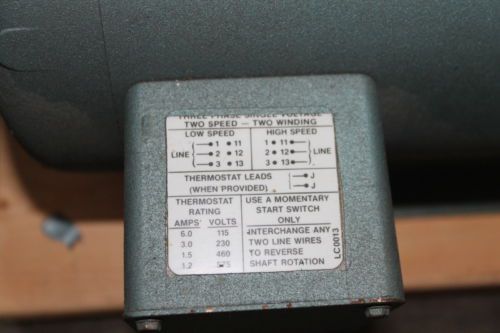 THREE PHASE SINGLE VOLTAGE
TWO SPEED — TWO WINDING
LOW SPEED HIGH SPEED
LINE 1 11 1 11
2 12 2 12 LINE
3 13 3 13
THERMOSTAT LEADS J
(WHEN PROVIDED) J
THERMOSTAT
RATING
AMPS VOLTS
6.0 115
3.0 230
1.5 460
1.2 575
USE A MOMENTARY
START SWITCH
ONLY
INTERCHANGE ANY
TWO LINE WIRES
TO REVERSE
SHAFT ROTATION
LC0013